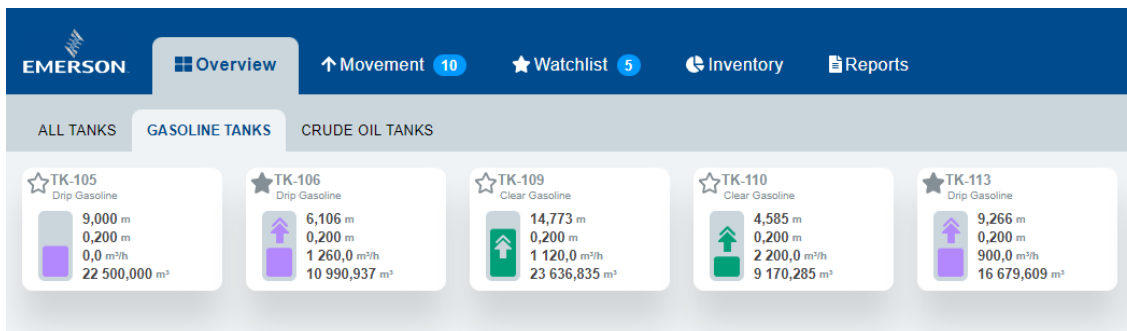 EMERSON.
Overview
Movement 10
Watchlist 5
Inventory
Reports
ALL TANKS
GASOLINE TANKS
CRUDE OIL TANKS
TK-105
Drip Gasoline
9,000 m
0,200 m
0,0 m³/h
22 500,000 m³
TK-106
Drip Gasoline
6,106 m
0,200 m
1 260,0 m³/h
10 990,937 m³
TK-109
Clear Gasoline
14,773 m
0,200 m
1 120,0 m³/h
23 636,835 m³
TK-110
Clear Gasoline
4,585 m
0,200 m
2 200,0 m³/h
9 170,285 m³
TK-113
Drip Gasoline
9,266 m
0,200 m
900,0 m³/h
16 679,609 m³